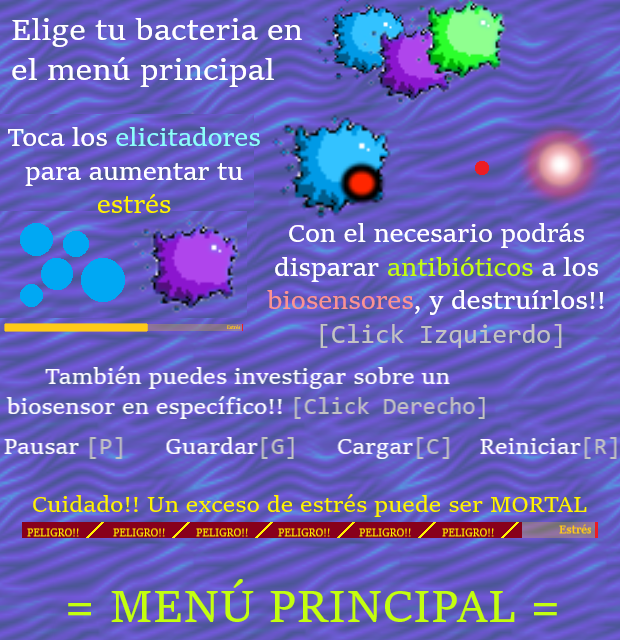 Elige tu bacteria en
el menú principal
Toca los elicitadores
para aumentar tu
estrés
Estrés
Con el necesario podrás
disparar antibióticos a los
biosensores, y destruírlos!!
[Click Izquierdo]
También puedes investigar sobre un
biosensor en específico!! [Click Derecho]
Pausar [P] Guardar[G] Cargar[C] Reiniciar[R]
Cuidado!! Un exceso de estrés puede ser MORTAL
PELIGRO!! PELIGRO!! PELIGRO!! PELIGRO!! PELIGRO!! PELIGRO!! Estrés
= MENÚ PRINCIPAL =